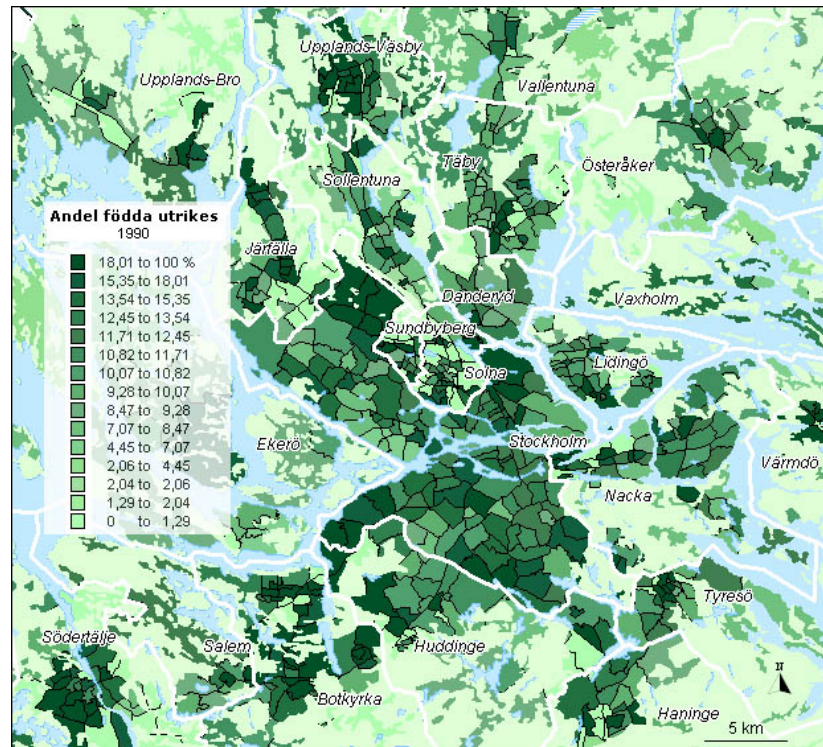 Upplands-Väsby
Upplands-Bro
Vallentuna
Täby
Österåker
Sollentuna
Andel födda utrikes
1990
18,01 to 100 %
15,35 to 18,01
13,54 to 15,35
12,45 to 13,54
11,71 to 12,45
10,82 to 11,71
10,07 to 10,82
9,28 to 10,07
8,47 to 9,28
7,07 to 8,47
4,45 to 7,07
2,06 to 4,45
2,04 to 2,06
1,29 to 2,04
0 to 1,29
Järfälla
Danderyd
Vaxholm
Sundbyberg
Lidingö
Solna
Ekerö
Stockholm
Värmdö
Nacka
Tyresö
Södertälje
Salem
Huddinge
Botkyrka
Haninge
N
5 km